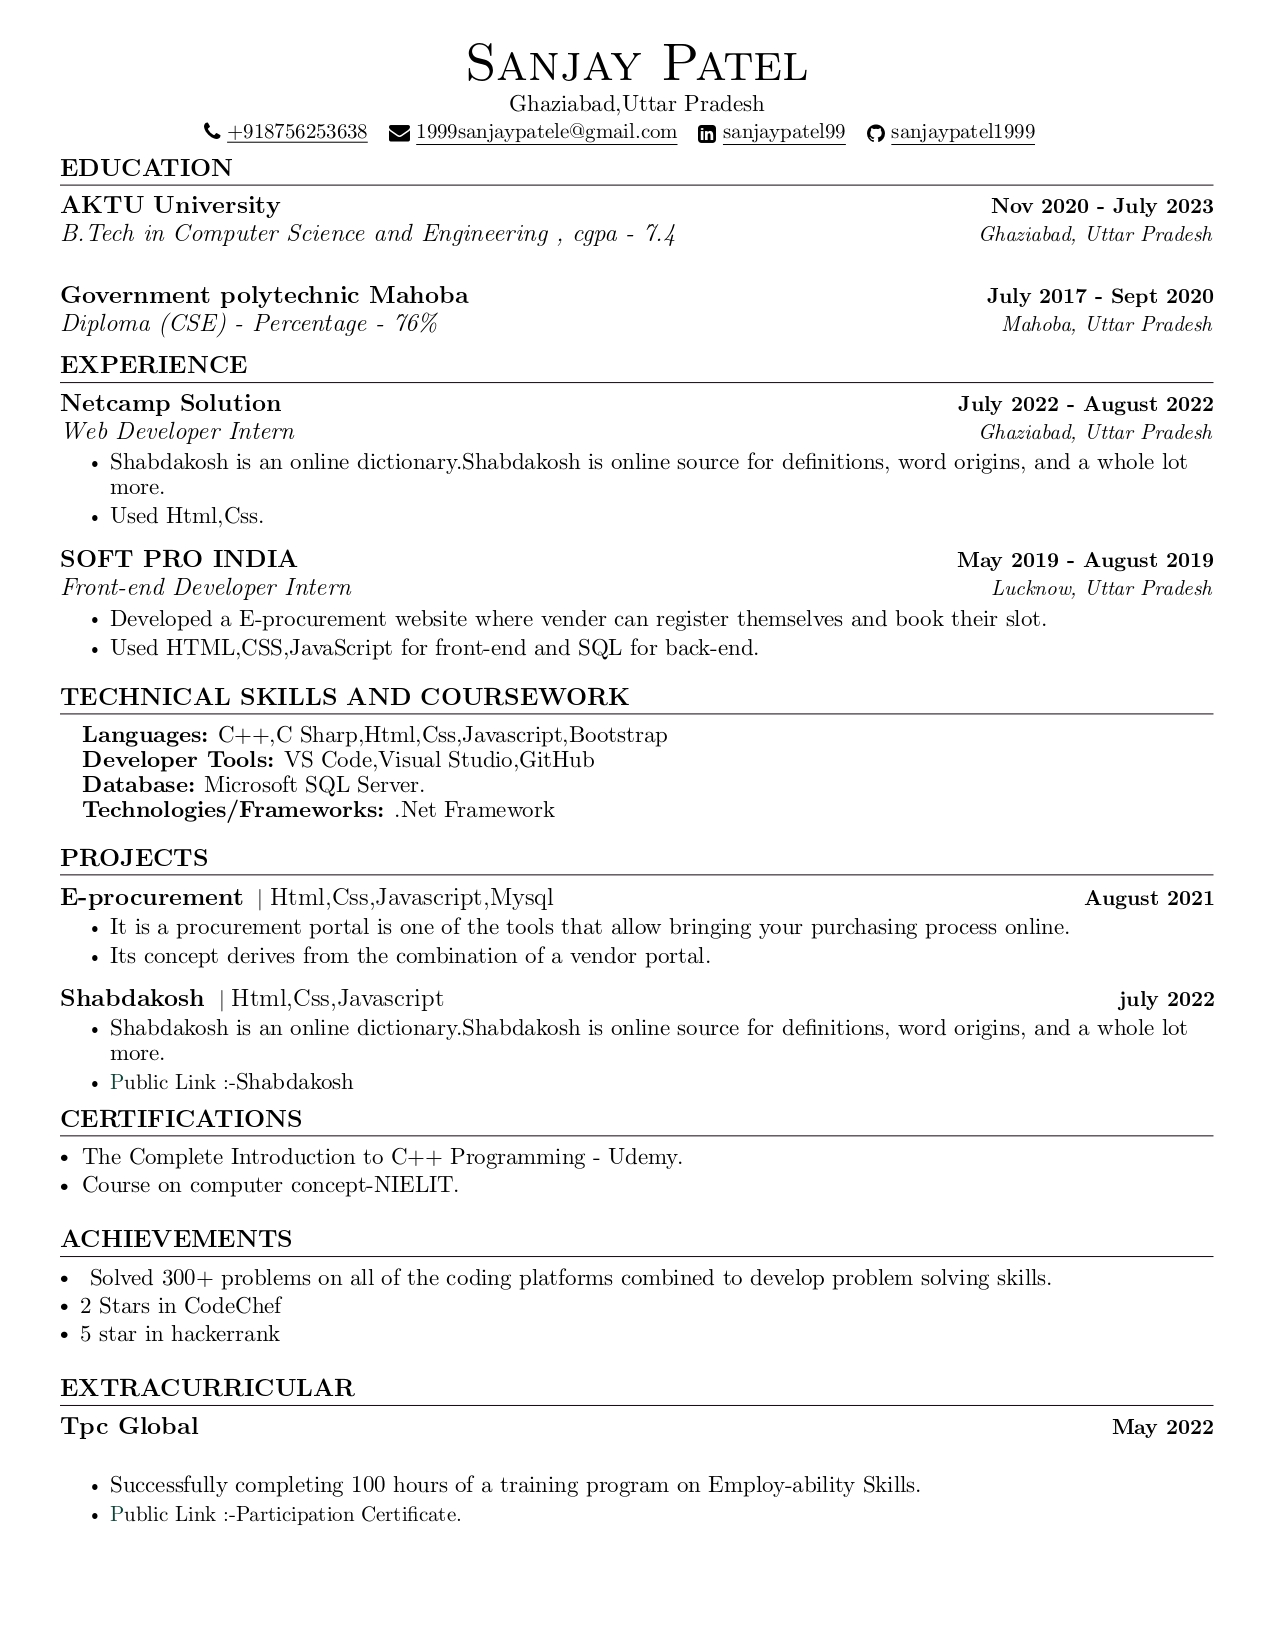 Sanjay Patel
Ghaziabad,Uttar Pradesh
+918756253638 1999sanjaypatele@gmail.com sanjaypatel99 sanjaypatel1999
EDUCATION
AKTU University Nov 2020 - July 2023
B.Tech in Computer Science and Engineering , cgpa - 7.4 Ghaziabad, Uttar Pradesh
Government polytechnic Mahoba July 2017 - Sept 2020
Diploma (CSE) - Percentage - 76% Mahoba, Uttar Pradesh
EXPERIENCE
Netcamp Solution July 2022 - August 2022
Web Developer Intern Ghaziabad, Uttar Pradesh
• Shabdakosh is an online dictionary.Shabdakosh is online source for definitions, word origins, and a whole lot
more.
• Used Html,Css.
SOFT PRO INDIA May 2019 - August 2019
Front-end Developer Intern Lucknow, Uttar Pradesh
• Developed a E-procurement website where vender can register themselves and book their slot.
• Used HTML,CSS,JavaScript for front-end and SQL for back-end.
TECHNICAL SKILLS AND COURSEWORK
Languages: C++,C Sharp,Html,Css,Javascript,Bootstrap
Developer Tools: VS Code,Visual Studio,GitHub
Database: Microsoft SQL Server.
Technologies/Frameworks: .Net Framework
PROJECTS
E-procurement | Html,Css,Javascript,Mysql August 2021
• It is a procurement portal is one of the tools that allow bringing your purchasing process online.
• Its concept derives from the combination of a vendor portal.
Shabdakosh | Html,Css,Javascript july 2022
• Shabdakosh is an online dictionary.Shabdakosh is online source for definitions, word origins, and a whole lot
more.
• Public Link :-Shabdakosh
CERTIFICATIONS
• The Complete Introduction to C++ Programming - Udemy.
• Course on computer concept-NIELIT.
ACHIEVEMENTS
• Solved 300+ problems on all of the coding platforms combined to develop problem solving skills.
• 2 Stars in CodeChef
• 5 star in hackerrank
EXTRACURRICULAR
Tpc Global May 2022
• Successfully completing 100 hours of a training program on Employ-ability Skills.
• Public Link :-Participation Certificate.